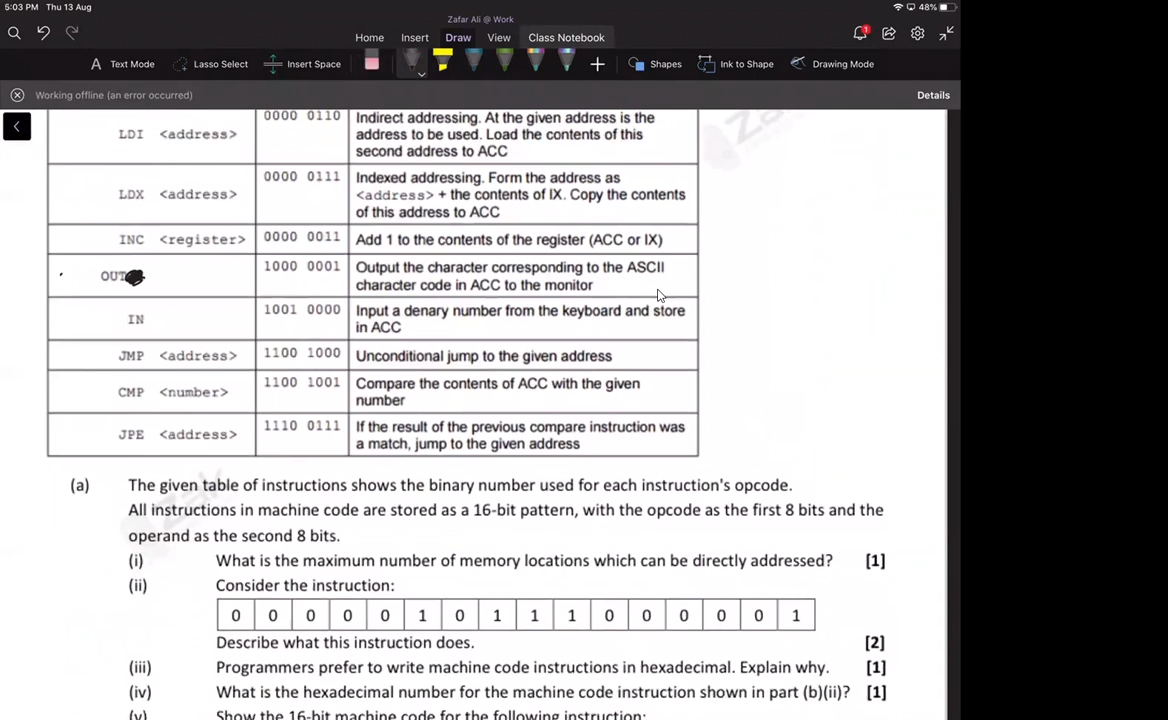 5:03 PM Thu 13 Aug
48%
Zafar Ali @ Work
Home Insert Draw View Class Notebook
1
A Text Mode Lasso Select Insert Space Shapes Ink to Shape Drawing Mode
Working offline (an error occurred) Details
LDI <address> 0000 0110 Indirect addressing. At the given address is the
address to be used. Load the contents of this
second address to ACC
LDX <address> 0000 0111 Indexed addressing. Form the address as
<address> + the contents of IX. Copy the contents
of this address to ACC
INC <register> 0000 0011 Add 1 to the contents of the register (ACC or IX)
OUT 1000 0001 Output the character corresponding to the ASCII
character code in ACC to the monitor
IN 1001 0000 Input a denary number from the keyboard and store
in ACC
JMP <address> 1100 1000 Unconditional jump to the given address
CMP <number> 1100 1001 Compare the contents of ACC with the given
number
JPE <address> 1110 0111 If the result of the previous compare instruction was
a match, jump to the given address
(a) The given table of instructions shows the binary number used for each instruction's opcode.
All instructions in machine code are stored as a 16-bit pattern, with the opcode as the first 8 bits and the
operand as the second 8 bits.
(i) What is the maximum number of memory locations which can be directly addressed? [1]
(ii) Consider the instruction:
0 0 0 0 0 1 0 1 1 1 0 0 0 0 0 1
Describe what this instruction does. [2]
(iii) Programmers prefer to write machine code instructions in hexadecimal. Explain why. [1]
(iv) What is the hexadecimal number for the machine code instruction shown in part (b)(ii)? [1]
(v) Show the 16-bit machine code for the following instruction: